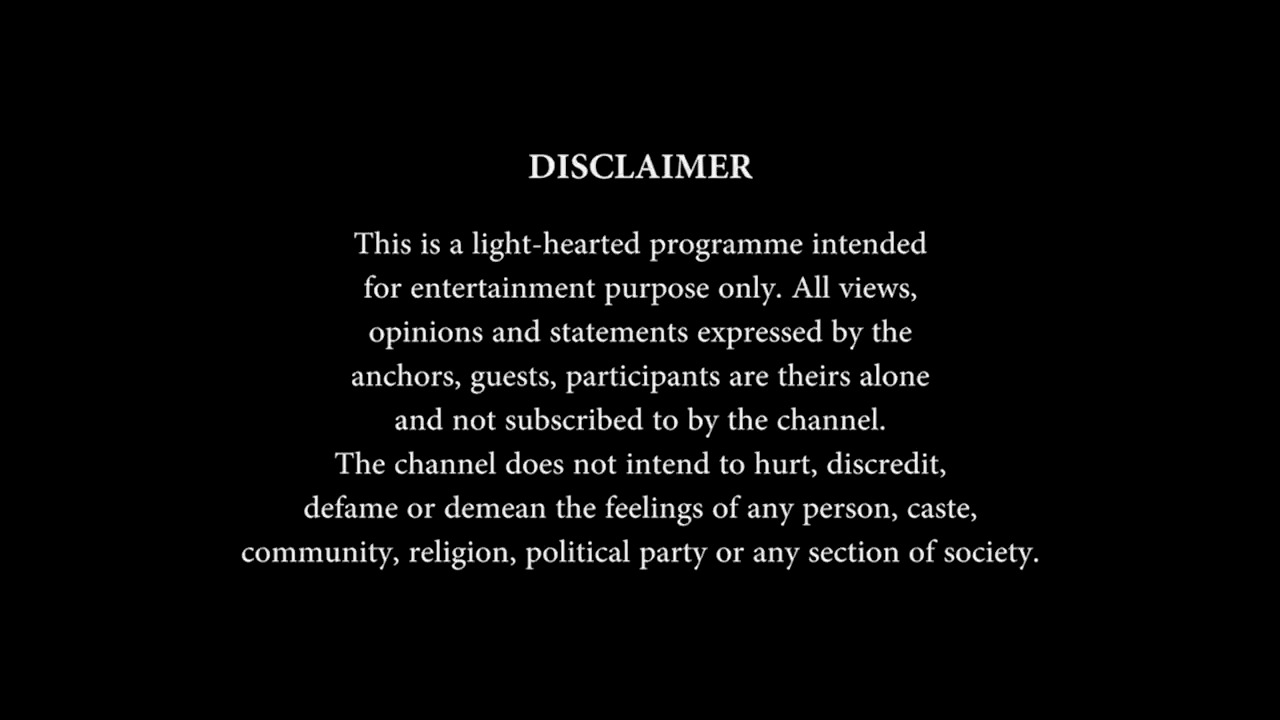 DISCLAIMER
This is a light-hearted programme intended
for entertainment purpose only. All views,
opinions and statements expressed by the
anchors, guests, participants are theirs alone
and not subscribed to by the channel.
The channel does not intend to hurt, discredit,
defame or demean the feelings of any person, caste,
community, religion, political party or any section of society.